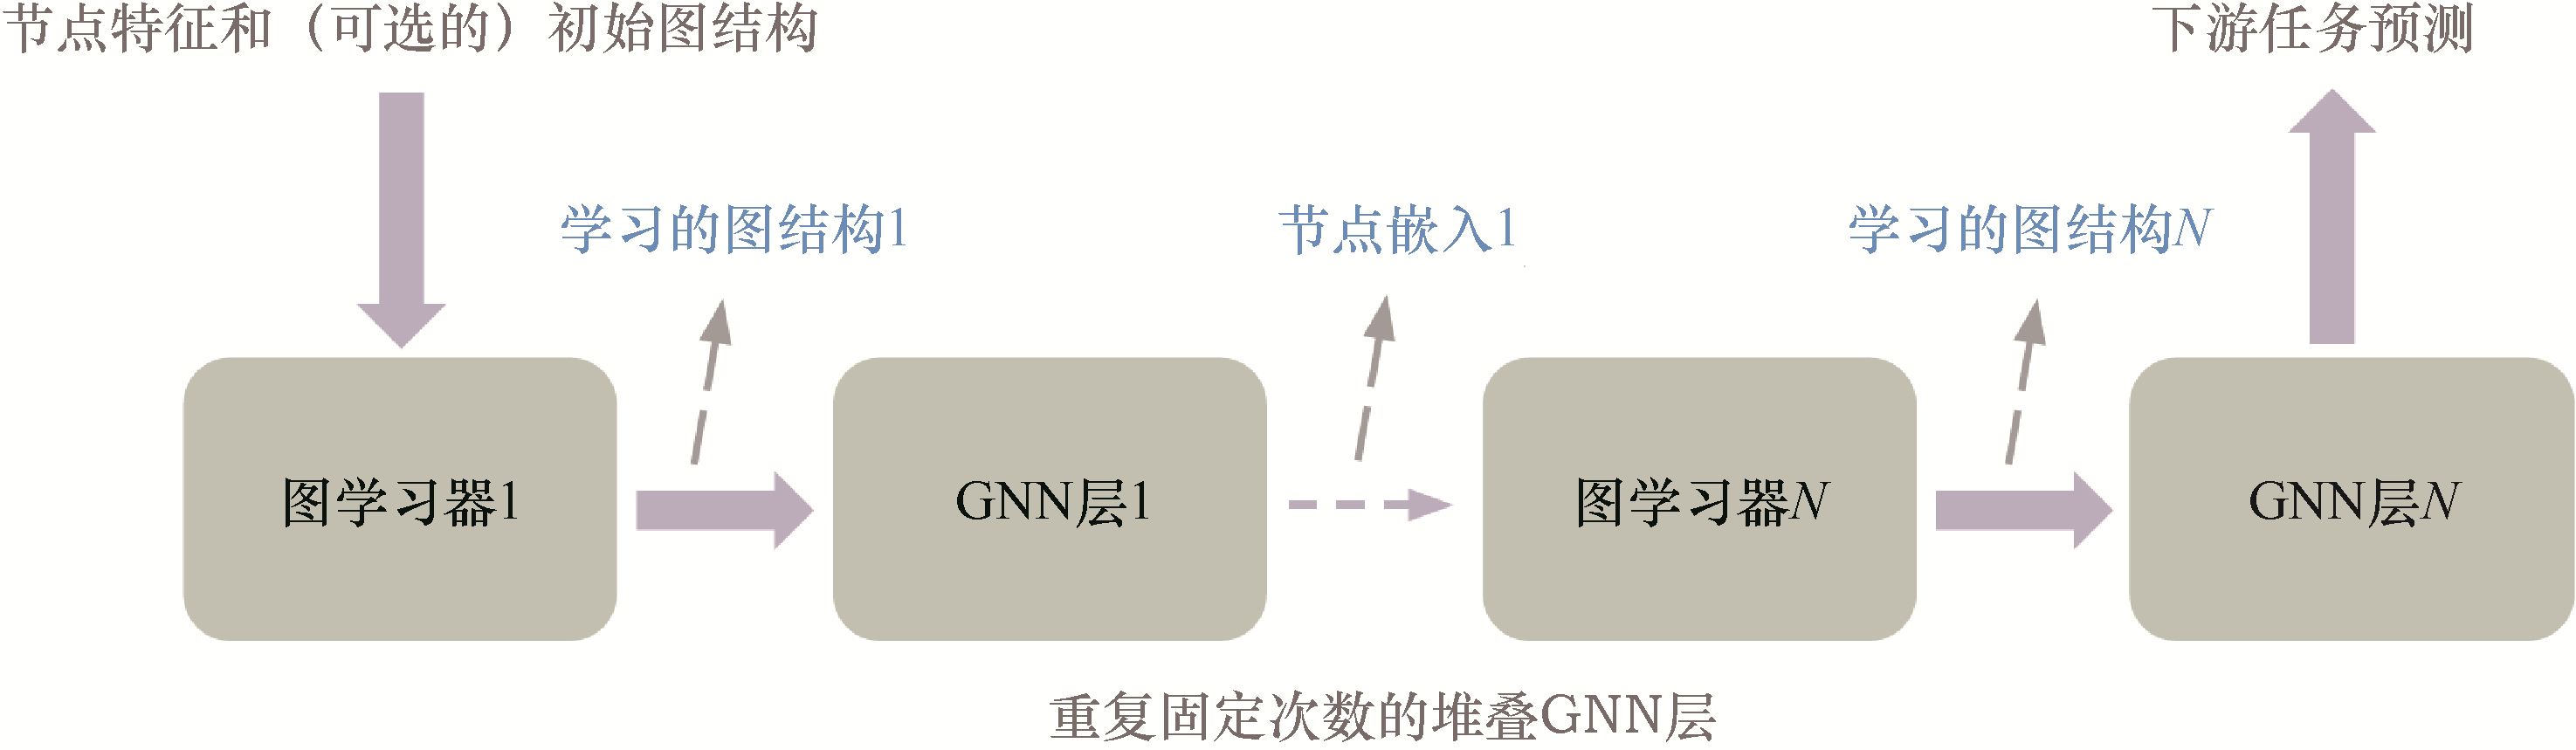 节点特征和（可选的）初始图结构
下游任务预测
学习的图结构1
节点嵌入1
学习的图结构N
图学习器1
GNN层1
图学习器N
GNN层N
重复固定次数的堆叠GNN层